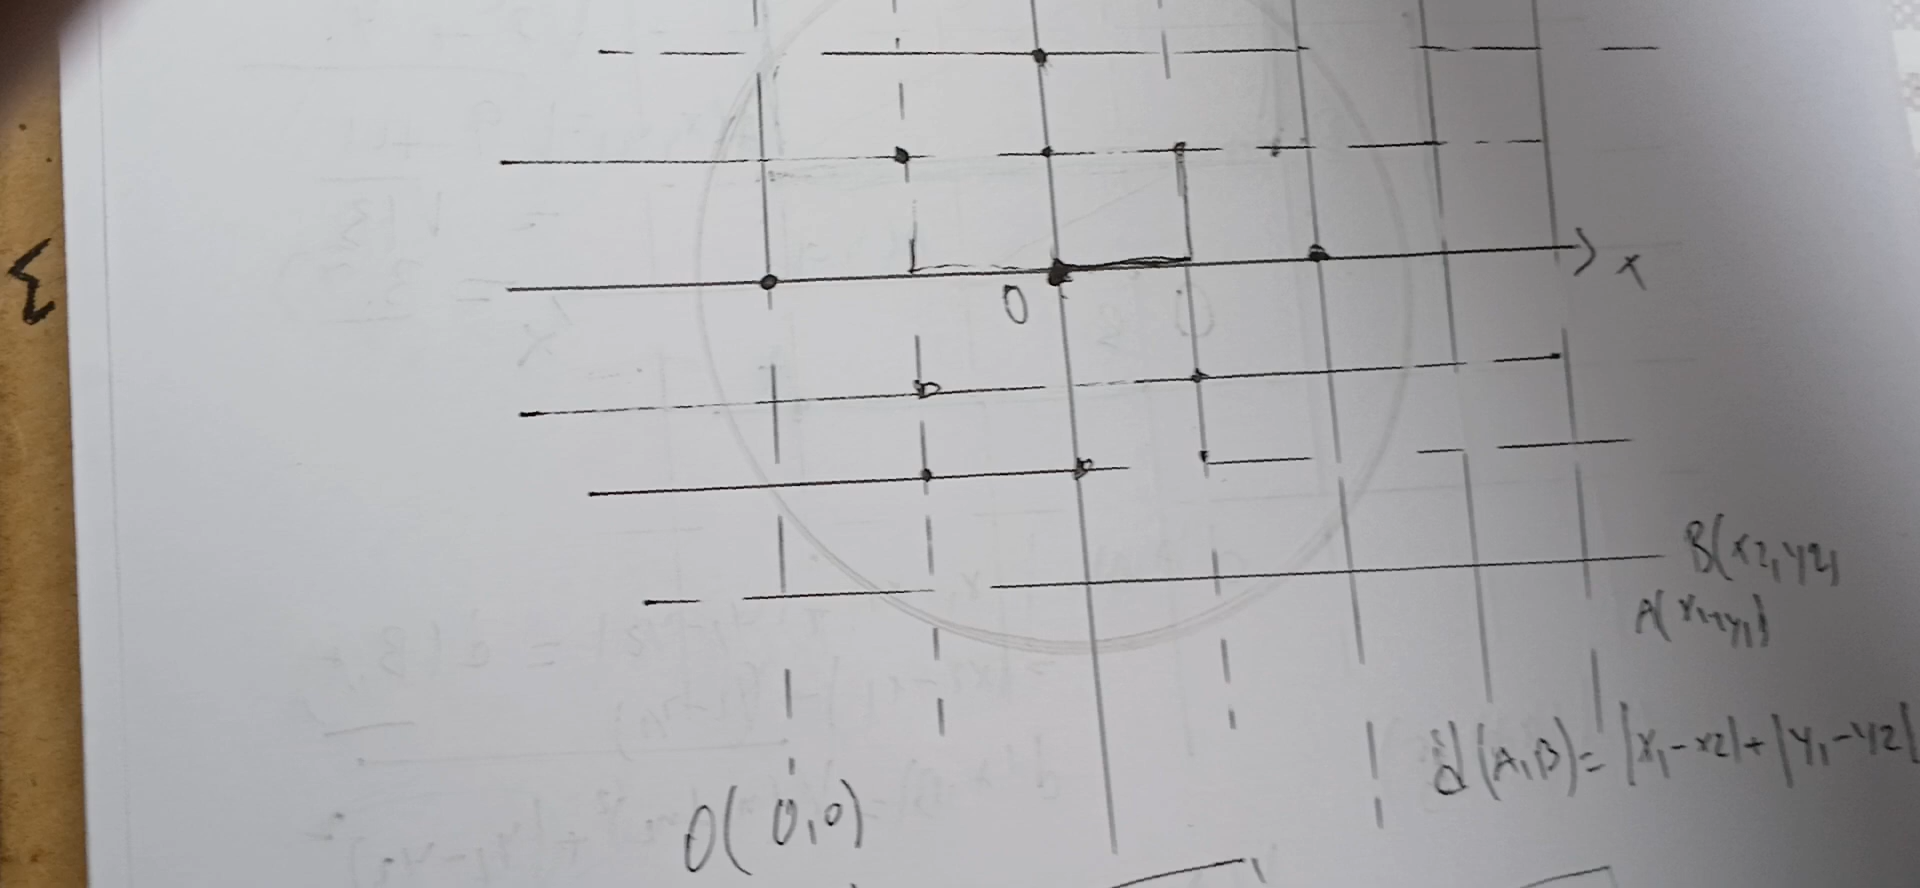 x
0
B(x2,y2)
A(x1,y1)
d(A,B)=|x1-x2|+|y1-y2|
O(0,0)